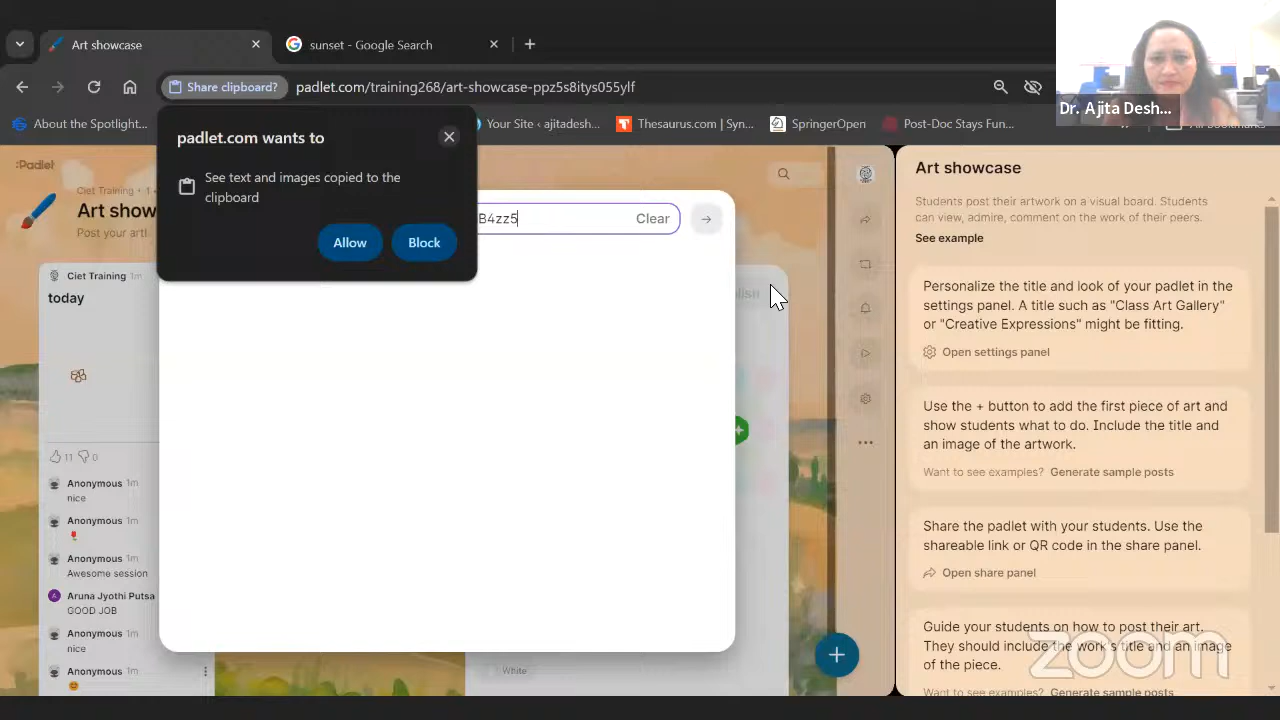 Art showcase
sunset - Google Search
Share clipboard?
padlet.com/training268/art-showcase-ppz5s8itys055ylf
About the Spotlight...
Your Site ‹ ajitadesh...
Thesaurus.com | Syn...
SpringerOpen
Post-Doc Stays Fun...
Dr. Ajita Desh...
padlet.com wants to
See text and images copied to the
clipboard
Allow
Block
:Padlet
Ciet Training
Art show
Post your art!
B4zz5
Clear
Ciet Training 1m
today
11
0
Anonymous 1m
nice
Anonymous 1m
Anonymous 1m
Awesome session
Aruna Jyothi Putsa
GOOD JOB
Anonymous 1m
nice
Anonymous 1m
White
Art showcase
Students post their artwork on a visual board. Students
can view, admire, comment on the work of their peers.
See example
Personalize the title and look of your padlet in the
settings panel. A title such as "Class Art Gallery"
or "Creative Expressions" might be fitting.
Open settings panel
Use the + button to add the first piece of art and
show students what to do. Include the title and
an image of the artwork.
Want to see examples? Generate sample posts
Share the padlet with your students. Use the
shareable link or QR code in the share panel.
Open share panel
Guide your students on how to post their art.
They should include the work's title and an image
of the piece.
Want to see examples? Generate sample posts
zoom